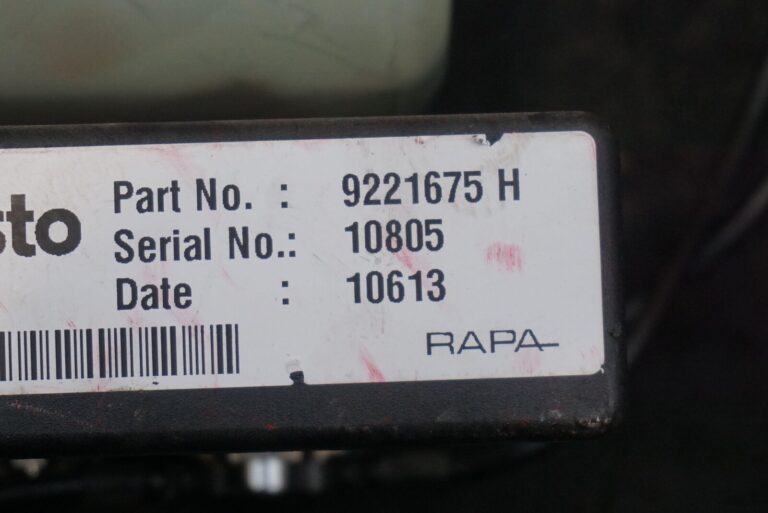 sto
Part No. : 9221675 H
Serial No.: 10805
Date : 10613
RAPA